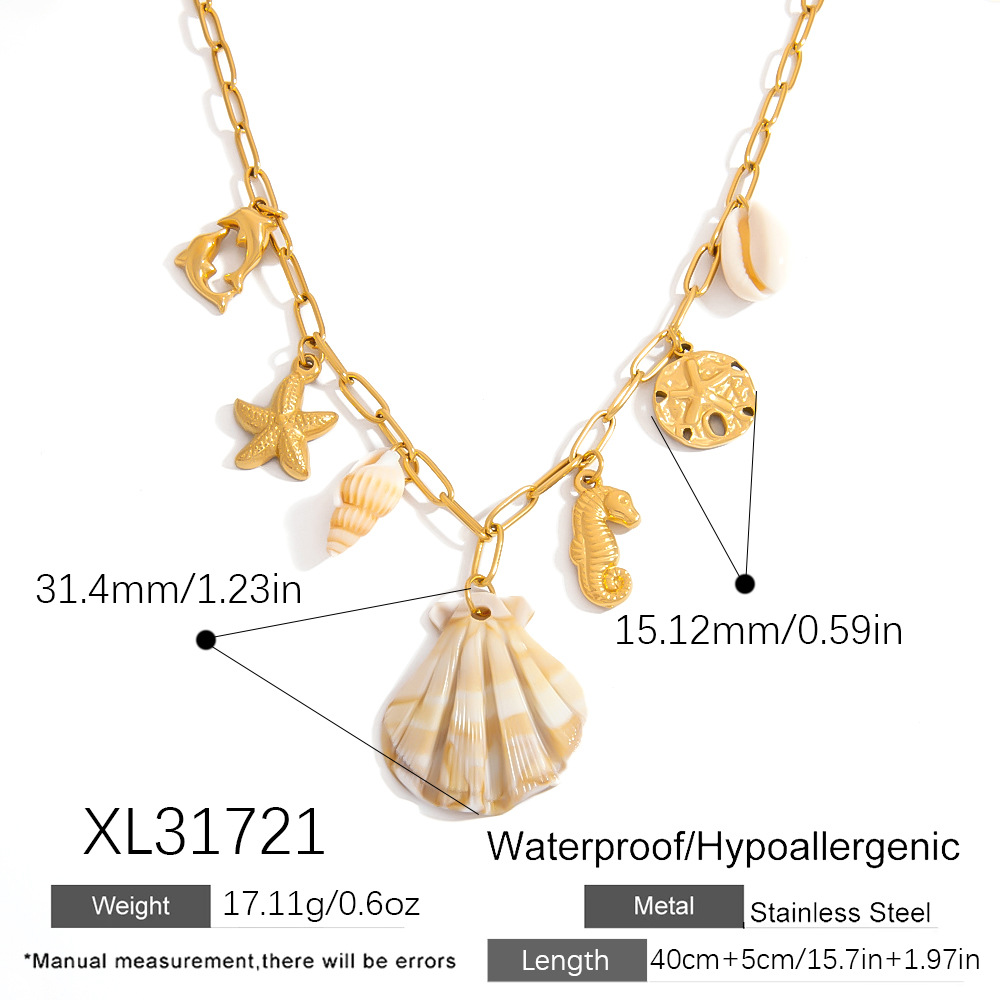 31.4mm/1.23in
15.12mm/0.59in
XL31721
Waterproof/Hypoallergenic
Weight 17.11g/0.6oz
Metal Stainless Steel
*Manual measurement,there will be errors
Length 40cm+5cm/15.7in+1.97in